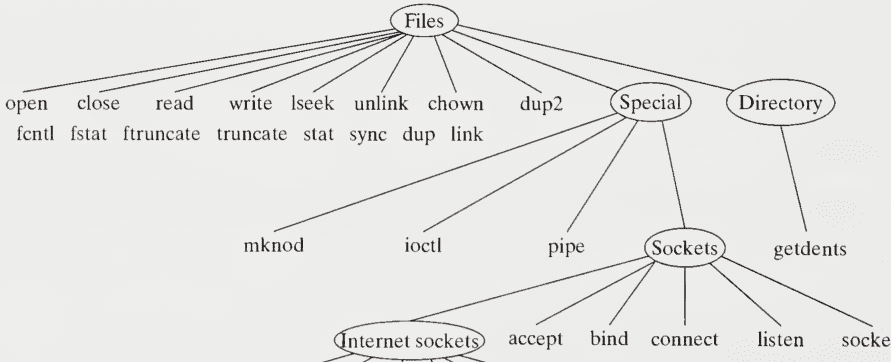 Files
open close read write lseek unlink chown dup2 Special Directory
fcntl fstat ftruncate truncate stat sync dup link
mknod ioctl pipe Sockets getdents
Internet sockets accept bind connect listen socke